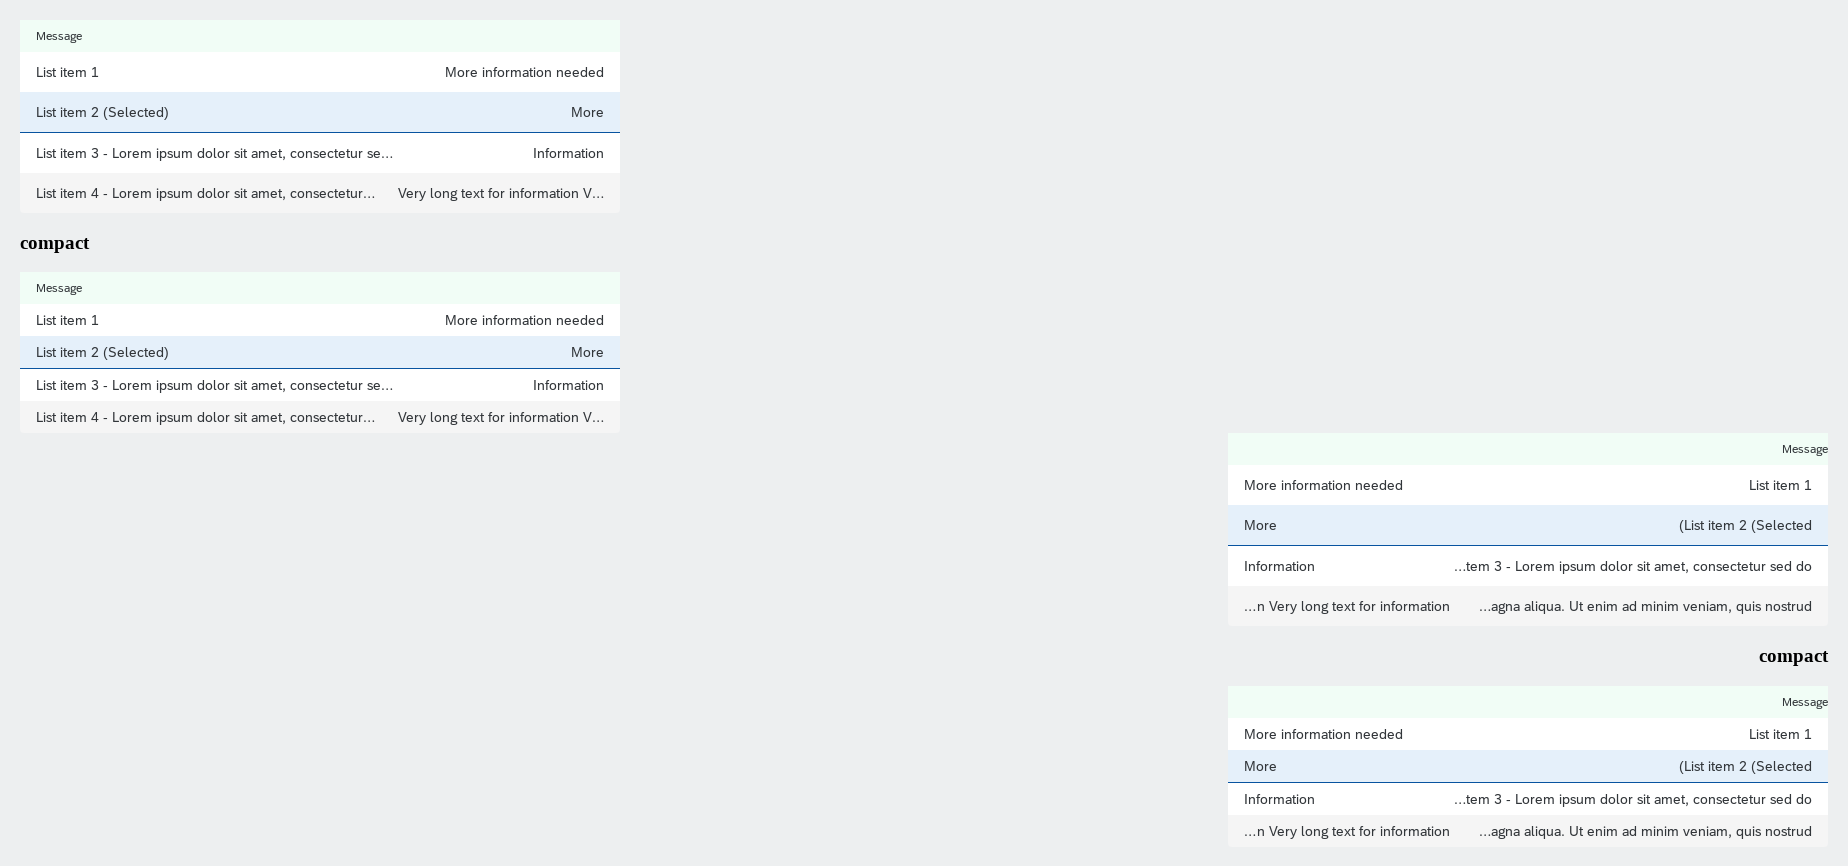 Message
List item 1 More information needed
List item 2 (Selected) More
List item 3 - Lorem ipsum dolor sit amet, consectetur se... Information
List item 4 - Lorem ipsum dolor sit amet, consectetur... Very long text for information V...
compact
Message
List item 1 More information needed
List item 2 (Selected) More
List item 3 - Lorem ipsum dolor sit amet, consectetur se... Information
List item 4 - Lorem ipsum dolor sit amet, consectetur... Very long text for information V...
Message
More information needed List item 1
More (List item 2 (Selected
Information ...tem 3 - Lorem ipsum dolor sit amet, consectetur sed do
...n Very long text for information ...agna aliqua. Ut enim ad minim veniam, quis nostrud
compact
Message
More information needed List item 1
More (List item 2 (Selected
Information ...tem 3 - Lorem ipsum dolor sit amet, consectetur sed do
...n Very long text for information ...agna aliqua. Ut enim ad minim veniam, quis nostrud